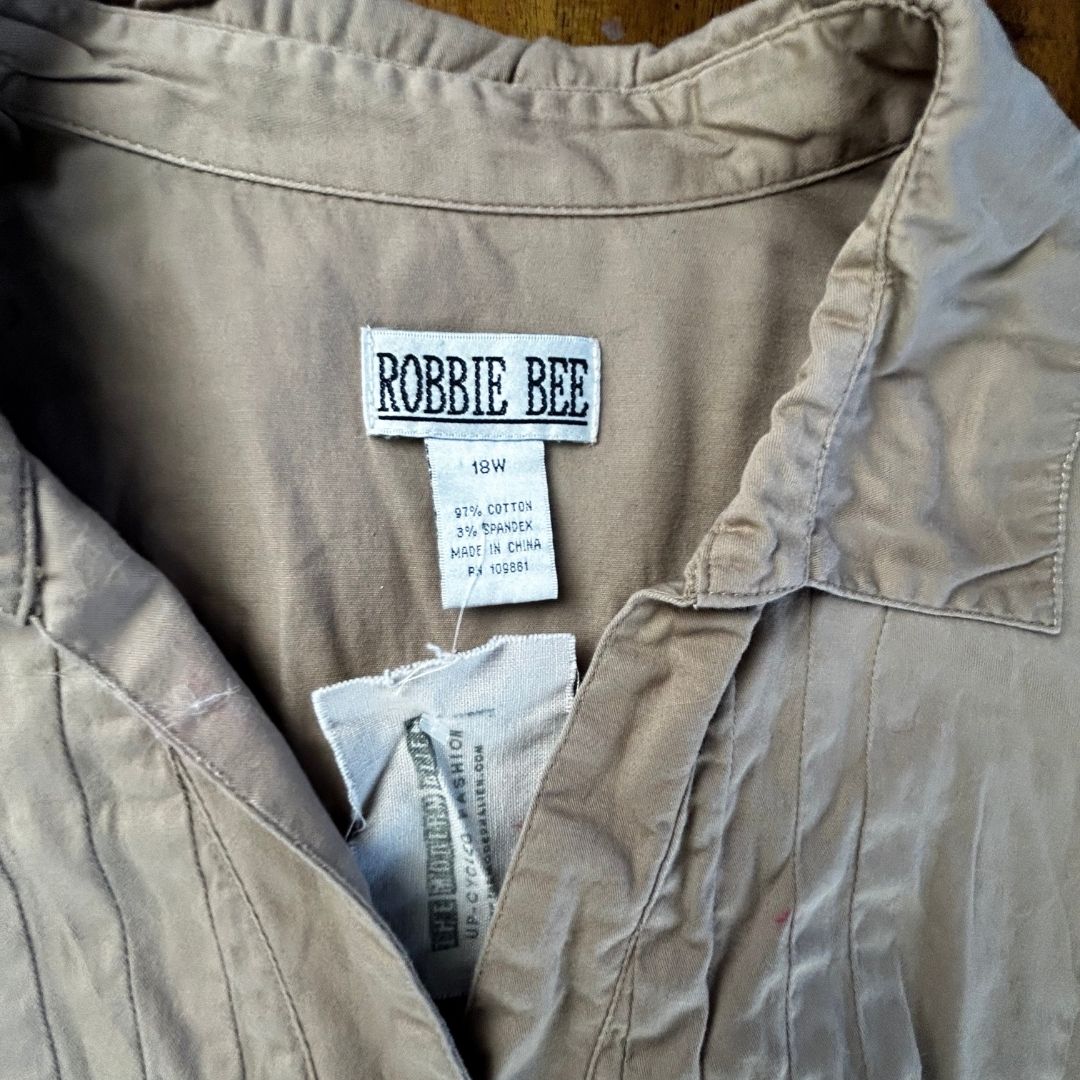 ROBBIE BEE
18W
97% COTTON
3% SPANDEX
MADE IN CHINA
RN 109881
UP-CYCLED FASHION